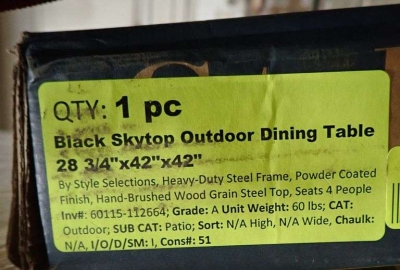 QTY: 1 pc
Black Skytop Outdoor Dining Table
28 3/4"x42"x42"
By Style Selections, Heavy-Duty Steel Frame, Powder Coated
Finish, Hand-Brushed Wood Grain Steel Top, Seats 4 People
Inv#: 60115-112664; Grade: A Unit Weight: 60 lbs; CAT:
Outdoor; SUB CAT: Patio; Sort: N/A High, N/A Wide, Chaulk:
N/A, I/O/D/SM: I, Cons#: 51